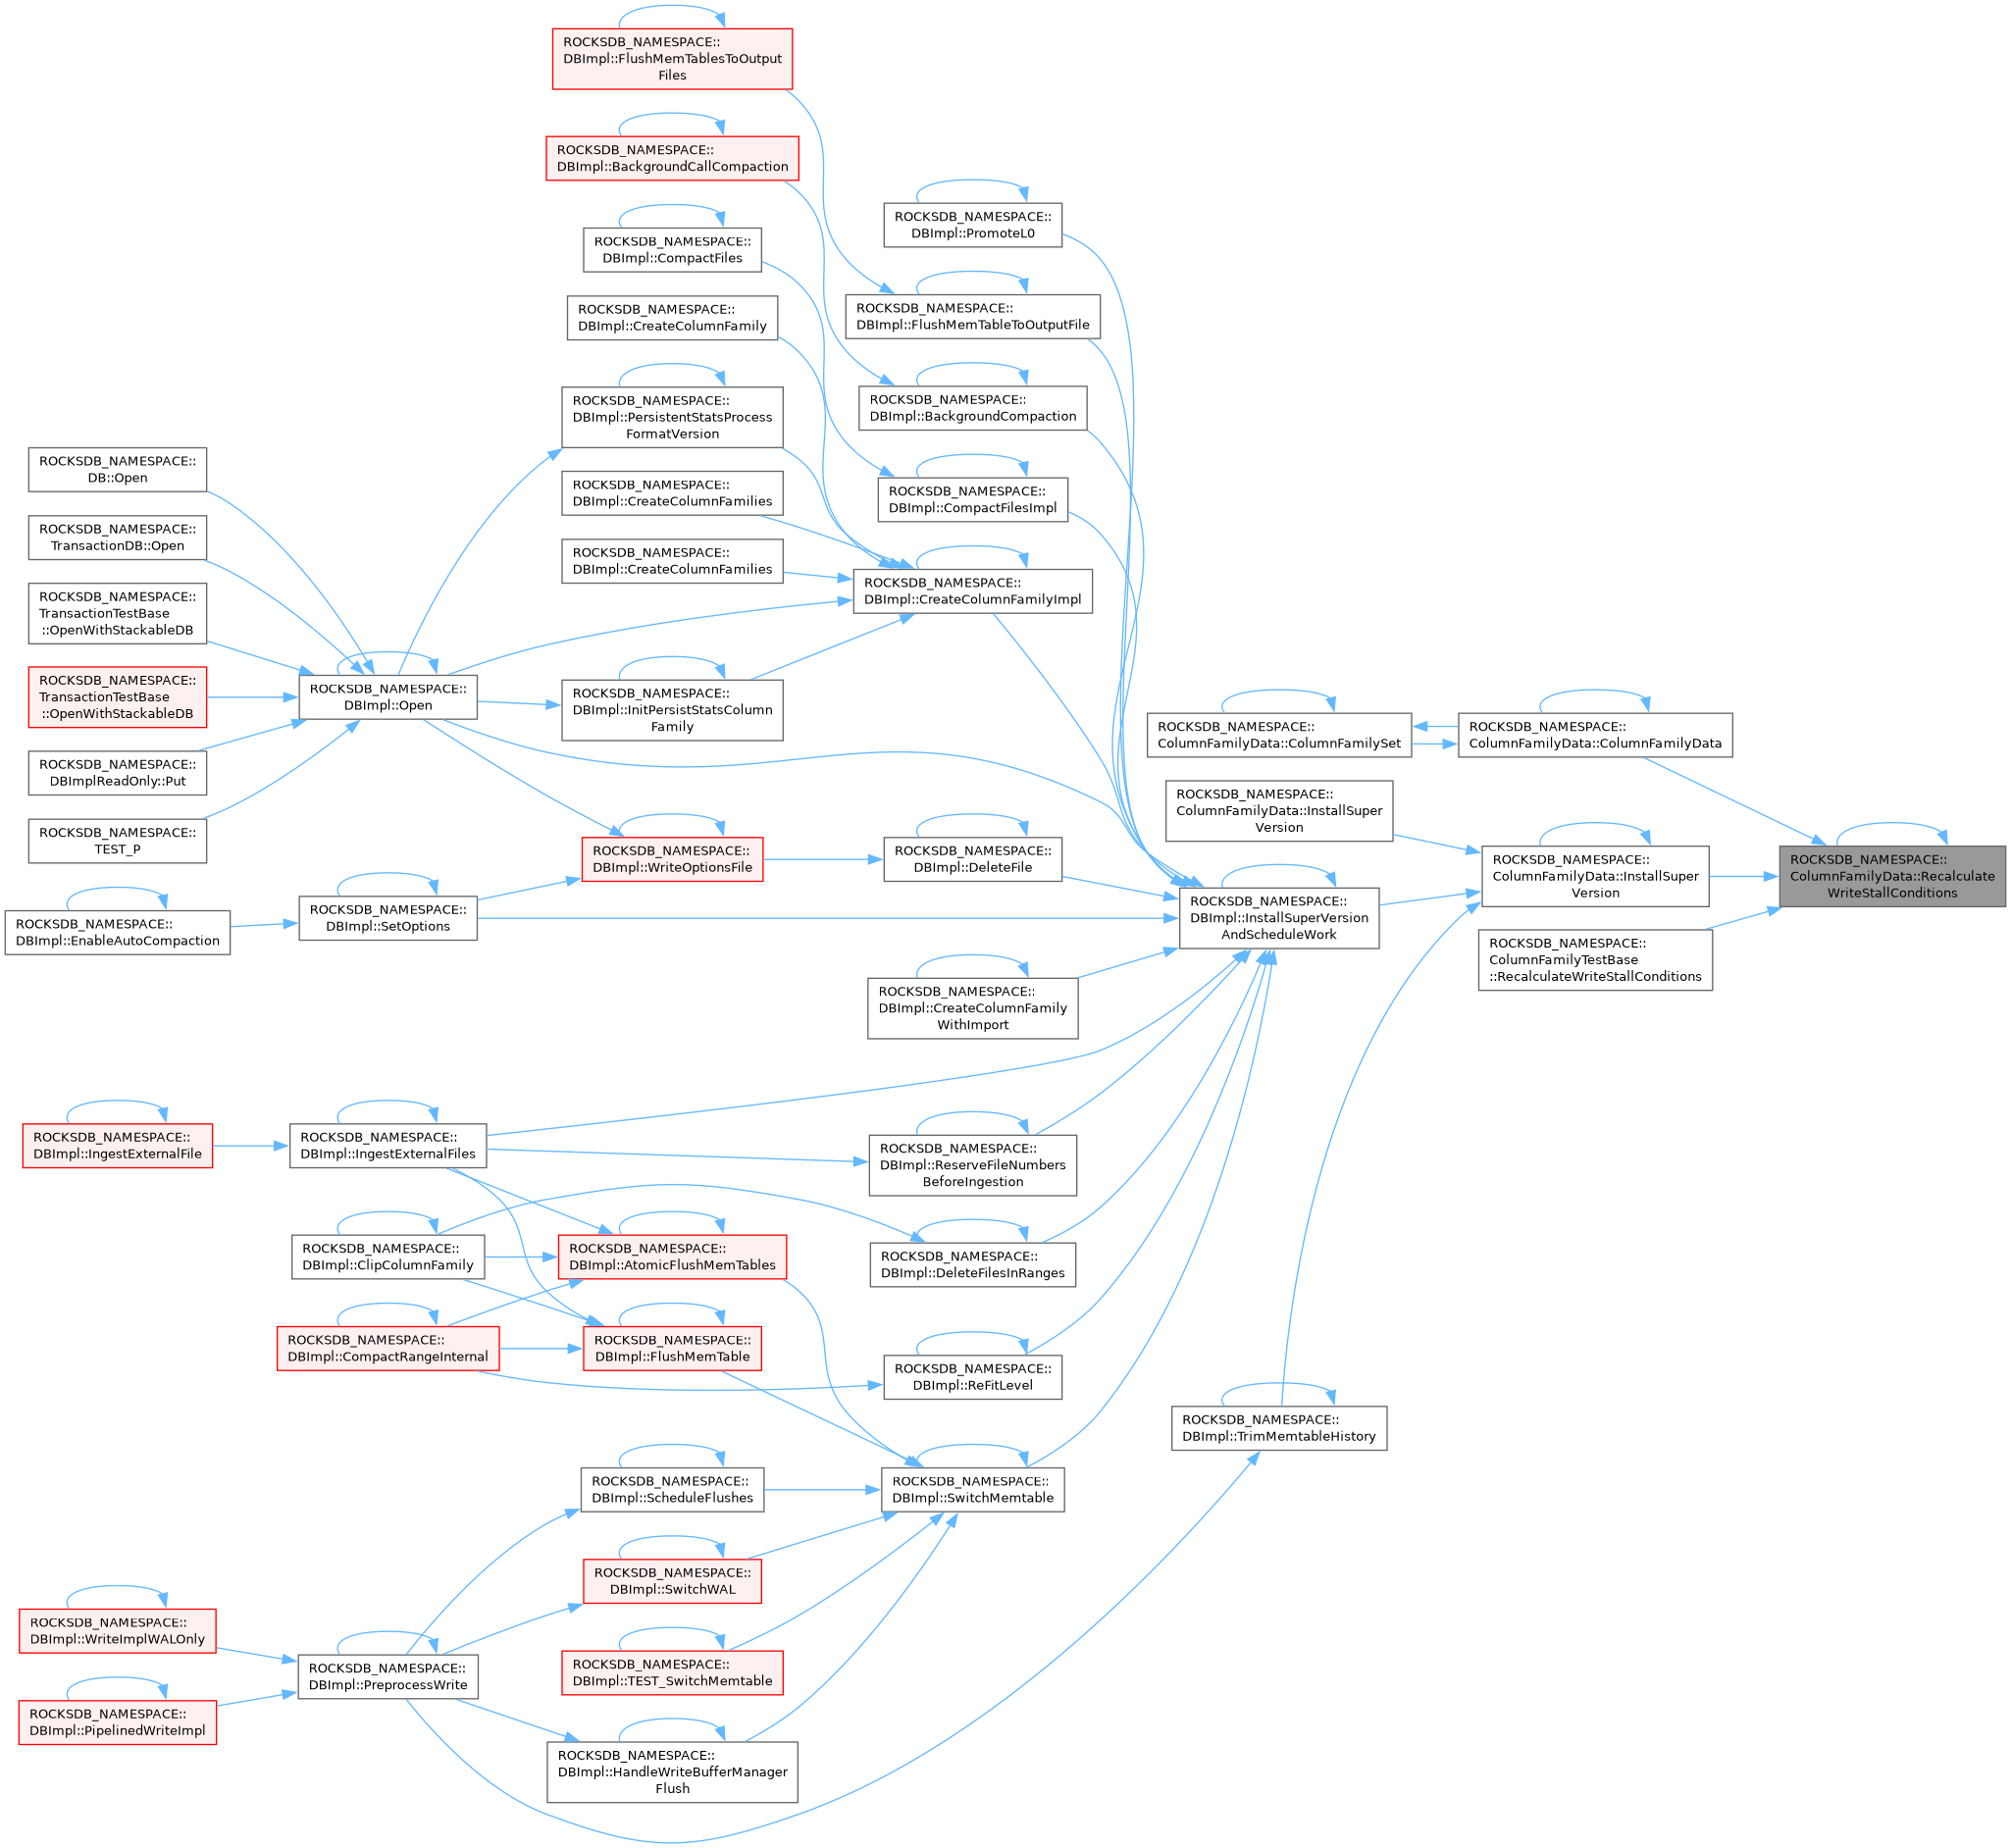 ROCKSDB_NAMESPACE::
DBImpl::FlushMemTablesToOutput
Files
ROCKSDB_NAMESPACE::
DBImpl::BackgroundCallCompaction
ROCKSDB_NAMESPACE::
DBImpl::PromoteL0
ROCKSDB_NAMESPACE::
DBImpl::CompactFiles
ROCKSDB_NAMESPACE::
DBImpl::FlushMemTableToOutputFile
ROCKSDB_NAMESPACE::
DBImpl::CreateColumnFamily
ROCKSDB_NAMESPACE::
DBImpl::BackgroundCompaction
ROCKSDB_NAMESPACE::
DBImpl::PersistentStatsProcess
FormatVersion
ROCKSDB_NAMESPACE::
DB::Open
ROCKSDB_NAMESPACE::
DBImpl::CreateColumnFamilies
ROCKSDB_NAMESPACE::
DBImpl::CompactFilesImpl
ROCKSDB_NAMESPACE::
TransactionDB::Open
ROCKSDB_NAMESPACE::
DBImpl::CreateColumnFamilies
ROCKSDB_NAMESPACE::
DBImpl::CreateColumnFamilyImpl
ROCKSDB_NAMESPACE::
TransactionTestBase
::OpenWithStackableDB
ROCKSDB_NAMESPACE::
TransactionTestBase
::OpenWithStackableDB
ROCKSDB_NAMESPACE::
DBImpl::Open
ROCKSDB_NAMESPACE::
DBImpl::InitPersistStatsColumn
Family
ROCKSDB_NAMESPACE::
ColumnFamilyData::ColumnFamilySet
ROCKSDB_NAMESPACE::
ColumnFamilyData::ColumnFamilyData
ROCKSDB_NAMESPACE::
DBImplReadOnly::Put
ROCKSDB_NAMESPACE::
ColumnFamilyData::InstallSuper
Version
ROCKSDB_NAMESPACE::
TEST_P
ROCKSDB_NAMESPACE::
DBImpl::WriteOptionsFile
ROCKSDB_NAMESPACE::
DBImpl::DeleteFile
ROCKSDB_NAMESPACE::
ColumnFamilyData::InstallSuper
Version
ROCKSDB_NAMESPACE::
ColumnFamilyData::Recalculate
WriteStallConditions
ROCKSDB_NAMESPACE::
DBImpl::EnableAutoCompaction
ROCKSDB_NAMESPACE::
DBImpl::SetOptions
ROCKSDB_NAMESPACE::
DBImpl::InstallSuperVersion
AndScheduleWork
ROCKSDB_NAMESPACE::
ColumnFamilyTestBase
::RecalculateWriteStallConditions
ROCKSDB_NAMESPACE::
DBImpl::CreateColumnFamily
WithImport
ROCKSDB_NAMESPACE::
DBImpl::IngestExternalFile
ROCKSDB_NAMESPACE::
DBImpl::IngestExternalFiles
ROCKSDB_NAMESPACE::
DBImpl::ReserveFileNumbers
BeforeIngestion
ROCKSDB_NAMESPACE::
DBImpl::ClipColumnFamily
ROCKSDB_NAMESPACE::
DBImpl::AtomicFlushMemTables
ROCKSDB_NAMESPACE::
DBImpl::DeleteFilesInRanges
ROCKSDB_NAMESPACE::
DBImpl::CompactRangeInternal
ROCKSDB_NAMESPACE::
DBImpl::FlushMemTable
ROCKSDB_NAMESPACE::
DBImpl::ReFitLevel
ROCKSDB_NAMESPACE::
DBImpl::TrimMemtableHistory
ROCKSDB_NAMESPACE::
DBImpl::ScheduleFlushes
ROCKSDB_NAMESPACE::
DBImpl::SwitchMemtable
ROCKSDB_NAMESPACE::
DBImpl::SwitchWAL
ROCKSDB_NAMESPACE::
DBImpl::WriteImplWALOnly
ROCKSDB_NAMESPACE::
DBImpl::PreprocessWrite
ROCKSDB_NAMESPACE::
DBImpl::TEST_SwitchMemtable
ROCKSDB_NAMESPACE::
DBImpl::PipelinedWriteImpl
ROCKSDB_NAMESPACE::
DBImpl::HandleWriteBufferManager
Flush